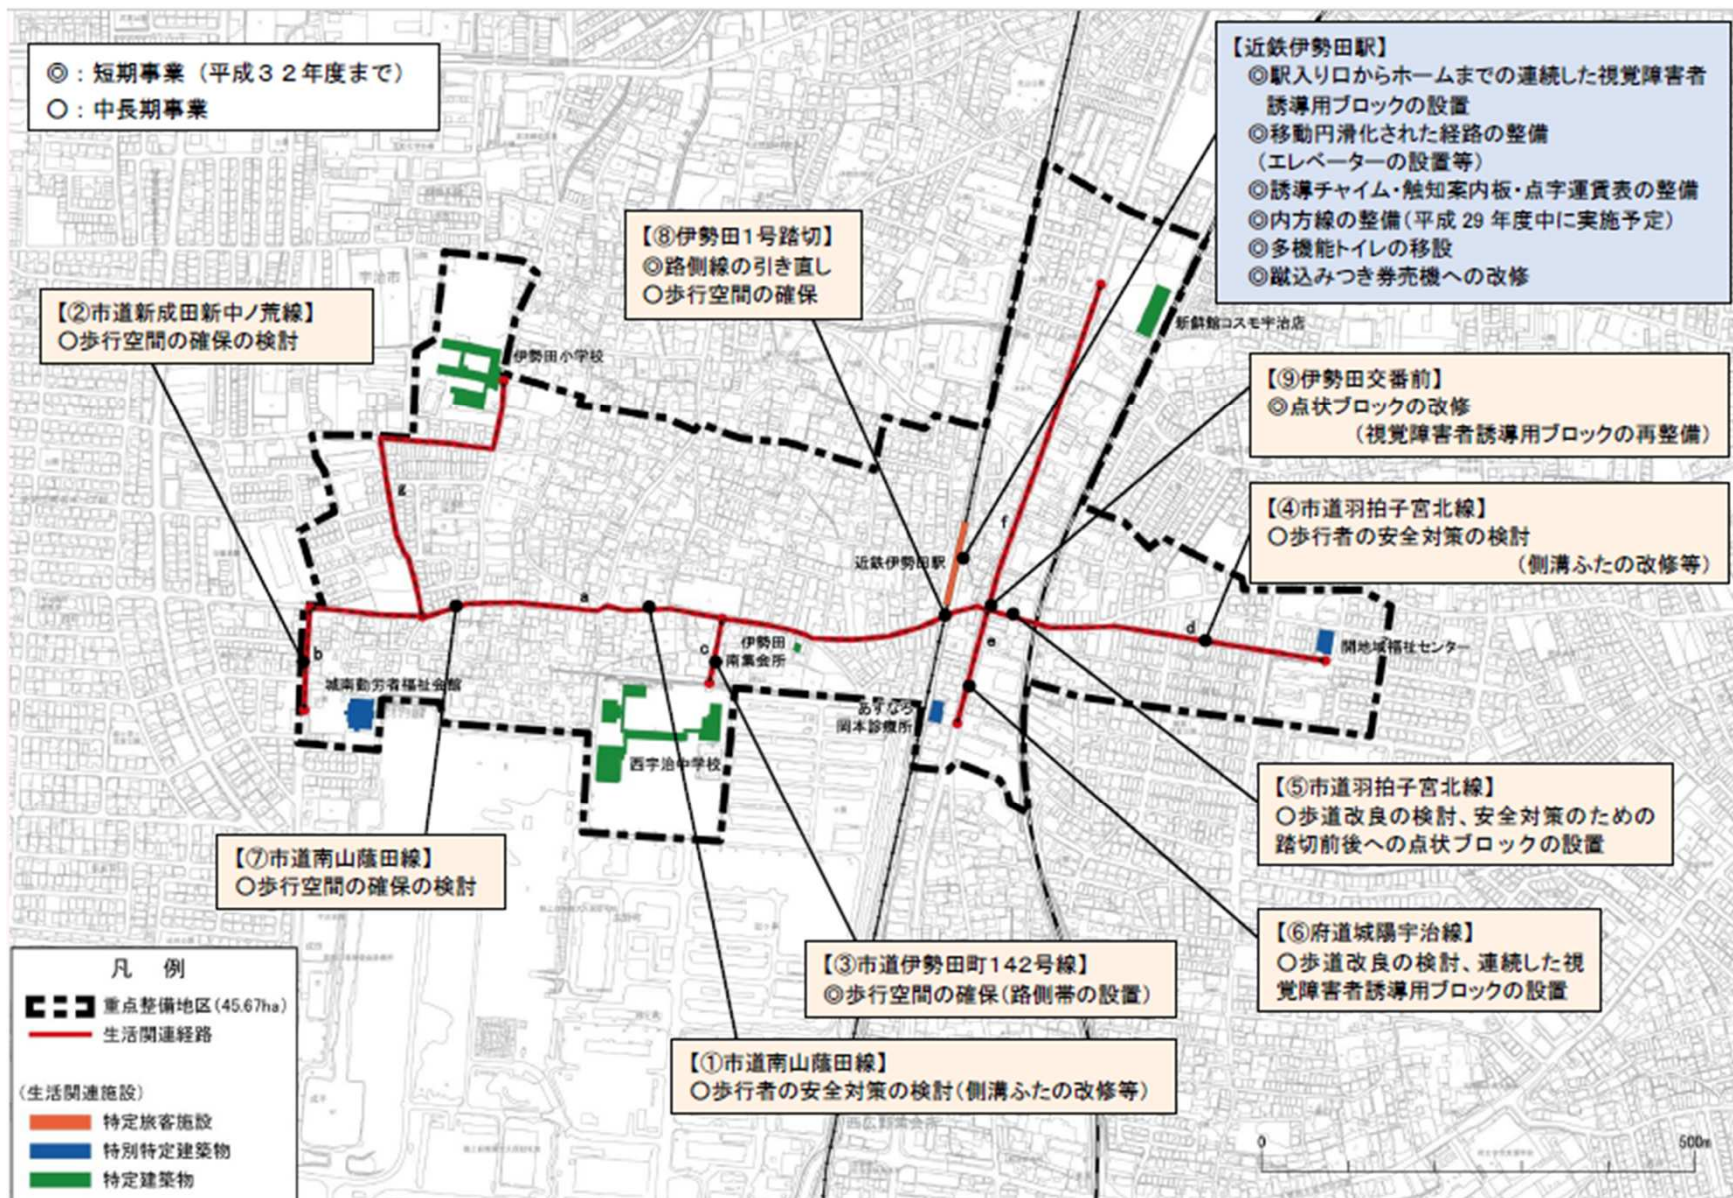 ◎：短期事業（平成３２年度まで）
○：中長期事業
【近鉄伊勢田駅】
◎駅入り口からホームまでの連続した視覚障害者
誘導用ブロックの設置
◎移動円滑化された経路の整備
（エレベーターの設置等）
◎誘導チャイム・触知案内板・点字運賃表の整備
◎内方線の整備（平成29年度中に実施予定）
◎多機能トイレの移設
◎蹴込みつき券売機への改修
【⑧伊勢田1号踏切】
◎路側線の引き直し
○歩行空間の確保
【②市道新成田新中ノ荒線】
○歩行空間の確保の検討
宇治市
伊勢田小学校
新鮮館コスモ宇治店
【⑨伊勢田交番前】
◎点状ブロックの改修
（視覚障害者誘導用ブロックの再整備）
【④市道羽拍子宮北線】
○歩行者の安全対策の検討
（側溝ふたの改修等）
g
f
近鉄伊勢田駅
a
b
c
d
e
伊勢田
南集会所
開地域福祉センター
城南勤労者福祉会館
あすなろ
岡本診療所
西宇治中学校
【⑤市道羽拍子宮北線】
○歩道改良の検討、安全対策のための
踏切前後への点状ブロックの設置
【⑦市道南山蔭田線】
○歩行空間の確保の検討
【⑥府道城陽宇治線】
○歩道改良の検討、連続した視
覚障害者誘導用ブロックの設置
【③市道伊勢田町142号線】
◎歩行空間の確保（路側帯の設置）
【①市道南山蔭田線】
○歩行者の安全対策の検討（側溝ふたの改修等）
凡 例
重点整備地区（45.67ha）
生活関連経路
（生活関連施設）
特定旅客施設
特別特定建築物
特定建築物
0
500m